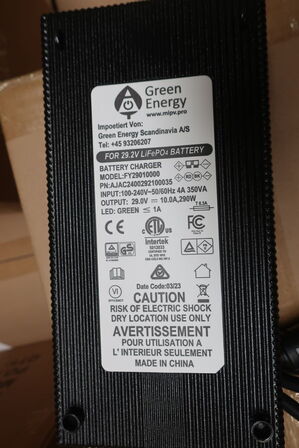 Green
Energy
www.mipv.pro
Impoetiert Von:
Green Energy Scandinavia A/S
Tel: +45 93206207
FOR 29.2V LiFePO4 BATTERY
BATTERY CHARGER
MODEL:FY29010000
PN:AJAC2400292100035
INPUT:100-240V~50/60Hz 4A 350VA
OUTPUT: 29.0V 10.0A,290W
LED: GREEN ≤ 1A
Intertek
VI
Date Code:03/23
CAUTION
RISK OF ELECTRIC SHOCK
DRY LOCATION USE ONLY
AVERTISSEMENT
POUR UTILISATION A
L' INTERIEUR SEULEMENT
MADE IN CHINA